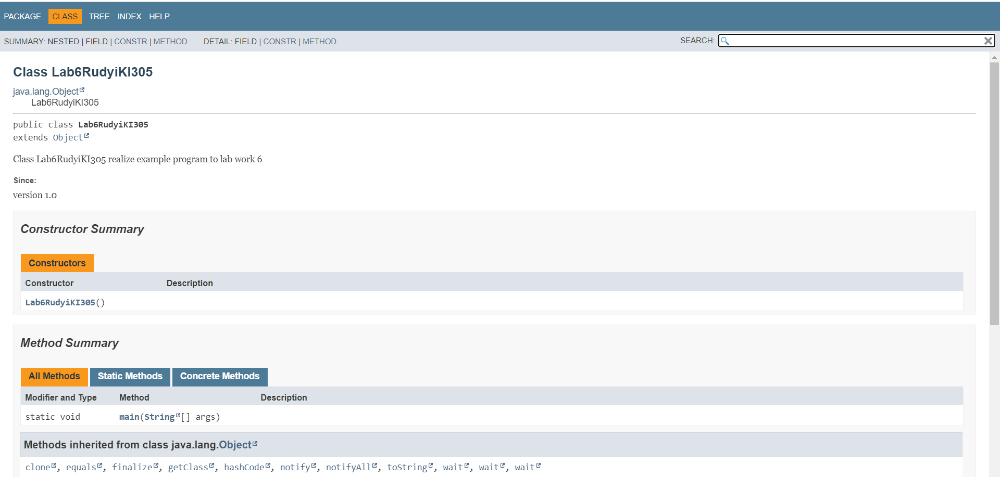 PACKAGE CLASS TREE INDEX HELP
SUMMARY: NESTED | FIELD | CONSTR | METHOD DETAIL: FIELD | CONSTR | METHOD SEARCH:
Class Lab6RudyiKI305
java.lang.Object
Lab6RudyiKI305
public class Lab6RudyiKI305
extends Object
Class Lab6RudyiKI305 realize example program to lab work 6
Since:
version 1.0
Constructor Summary
Constructors
Constructor Description
Lab6RudyiKI305()
Method Summary
All Methods Static Methods Concrete Methods
Modifier and Type Method Description
static void main(String[] args)
Methods inherited from class java.lang.Object
clone, equals, finalize, getClass, hashCode, notify, notifyAll, toString, wait, wait, wait